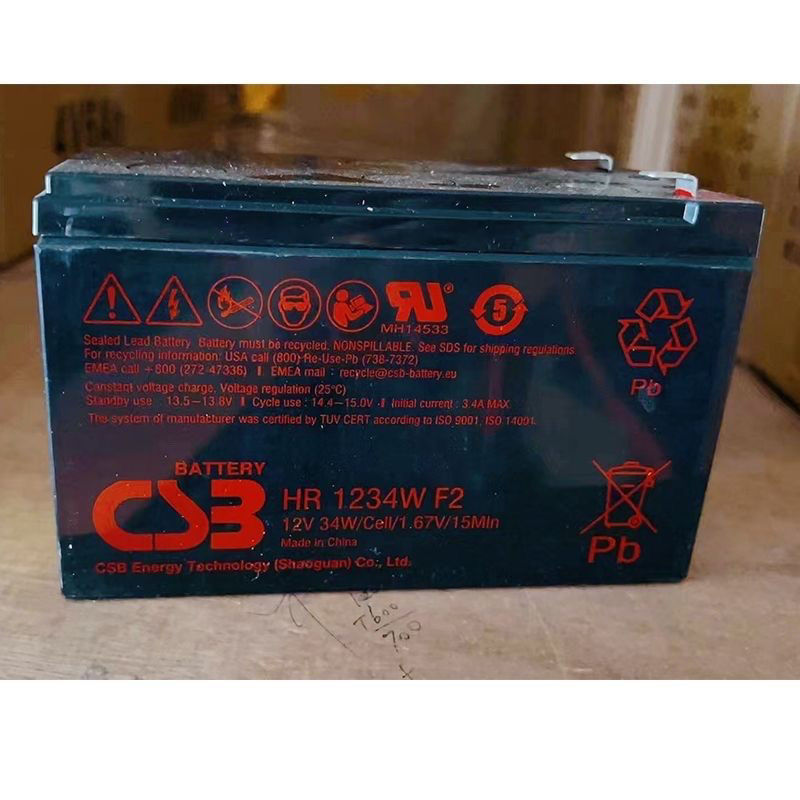 MH14533
5
Sealed Lead Battery. Battery must be recycled. NONSPILLABLE. See SDS for shipping regulations.
For recycling information: USA call (800) Re-Use-Pb (738-7372)
EMEA call +800 (272-47336) | EMEA mail : recycle@csb-battery.eu
Constant voltage charge, Voltage regulation (25°C)
Standby use : 13.5-13.8V | Cycle use : 14.4-15.0V | Initial current : 3.4A MAX.
The system of manufacturer was certified by TUV CERT according to ISO 9001, ISO 14001.
Pb
BATTERY
CSB
HR 1234W F2
12V 34W/Cell/1.67V/15Min
Made in China
CSB Energy Technology (Shaoguan) Co., Ltd.
Pb
T600
700